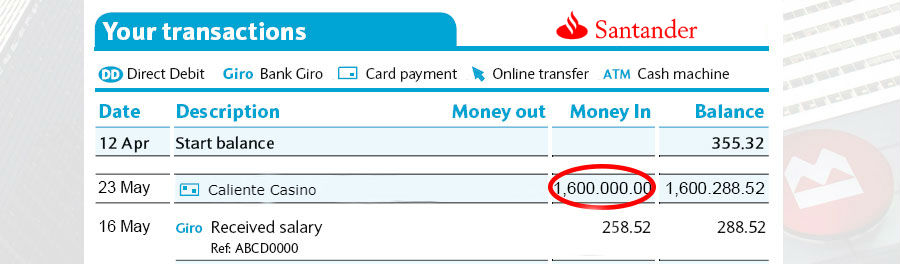 Your transactions
Santander
DD Direct Debit Giro Bank Giro Card payment Online transfer ATM Cash machine
Date Description Money out Money In Balance
12 Apr Start balance 355.32
23 May Caliente Casino 1,600.000.00 1,600.288.52
16 May Giro Received salary 258.52 288.52
Ref: ABCD0000